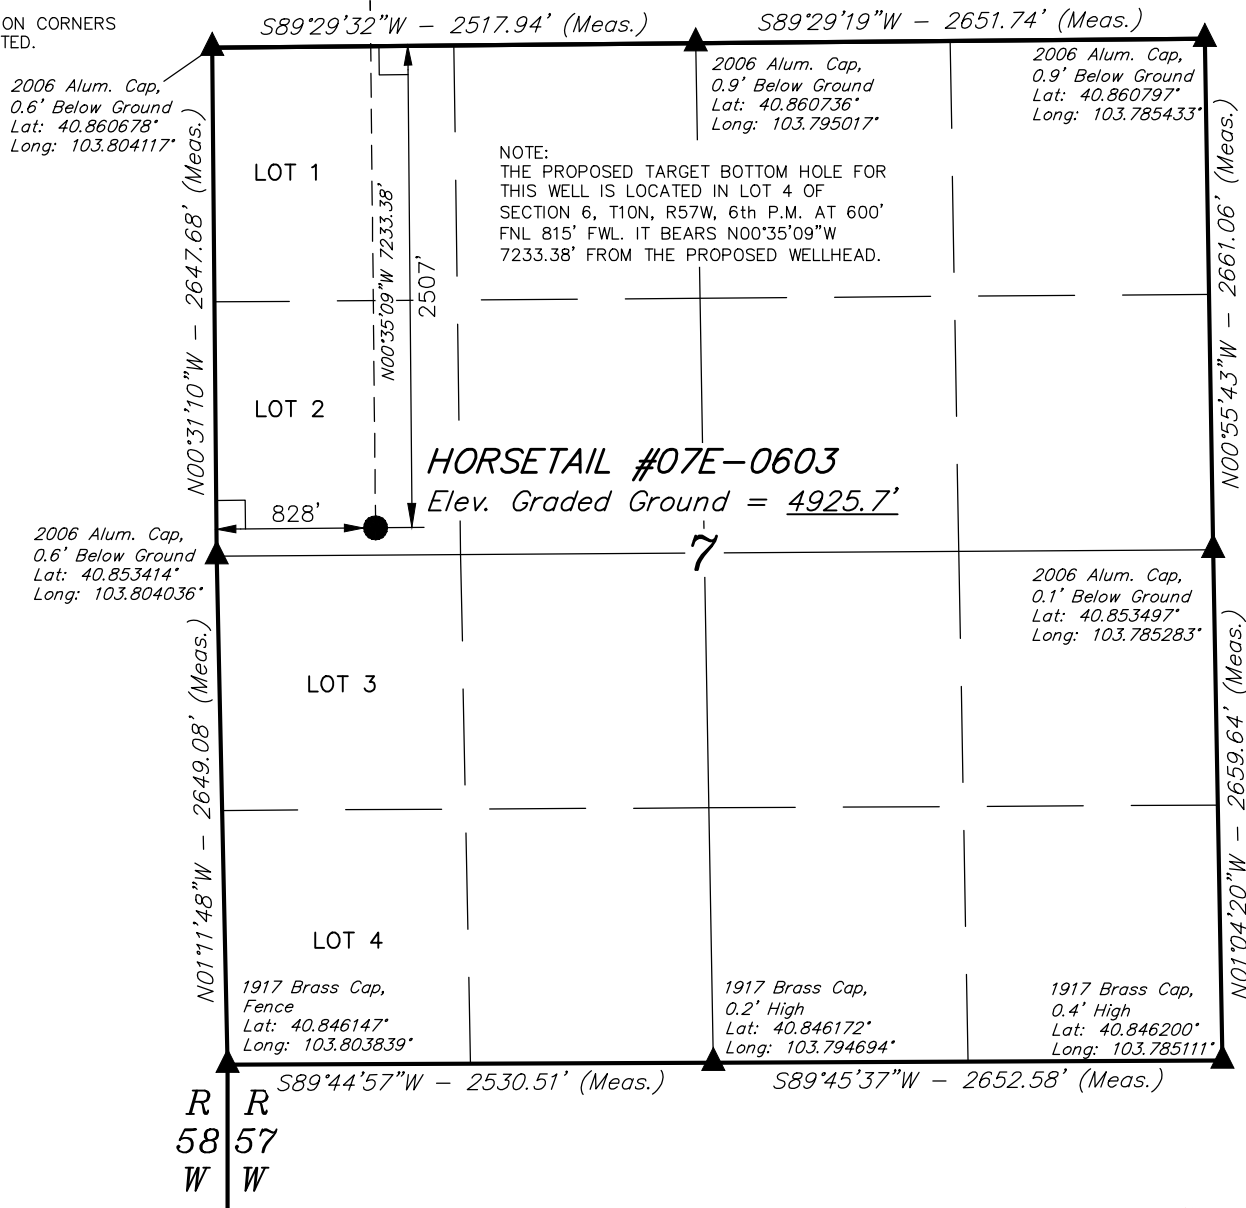 ON CORNERS
TED.
S89°29'32"W - 2517.94' (Meas.)
S89°29'19"W - 2651.74' (Meas.)
2006 Alum. Cap,
0.6' Below Ground
Lat: 40.860678°
Long: 103.804117°
2006 Alum. Cap,
0.9' Below Ground
Lat: 40.860736°
Long: 103.795017°
2006 Alum. Cap,
0.9' Below Ground
Lat: 40.860797°
Long: 103.785433°
LOT 1
NOTE:
THE PROPOSED TARGET BOTTOM HOLE FOR
THIS WELL IS LOCATED IN LOT 4 OF
SECTION 6, T10N, R57W, 6th P.M. AT 600'
FNL 815' FWL. IT BEARS N00°35'09"W
7233.38' FROM THE PROPOSED WELLHEAD.
N00°31'10"W - 2647.68' (Meas.)
N00°35'09"W 7233.38'
2507'
N00°55'43"W - 2661.06' (Meas.)
LOT 2
HORSETAIL #07E-0603
Elev. Graded Ground = 4925.7'
828'
2006 Alum. Cap,
0.6' Below Ground
Lat: 40.853414°
Long: 103.804036°
7
2006 Alum. Cap,
0.1' Below Ground
Lat: 40.853497°
Long: 103.785283°
LOT 3
N01°11'48"W - 2649.08' (Meas.)
N01°04'20"W - 2659.64' (Meas.)
LOT 4
1917 Brass Cap,
Fence
Lat: 40.846147°
Long: 103.803839°
1917 Brass Cap,
0.2' High
Lat: 40.846172°
Long: 103.794694°
1917 Brass Cap,
0.4' High
Lat: 40.846200°
Long: 103.785111°
S89°44'57"W - 2530.51' (Meas.)
S89°45'37"W - 2652.58' (Meas.)
R R
58 57
W W